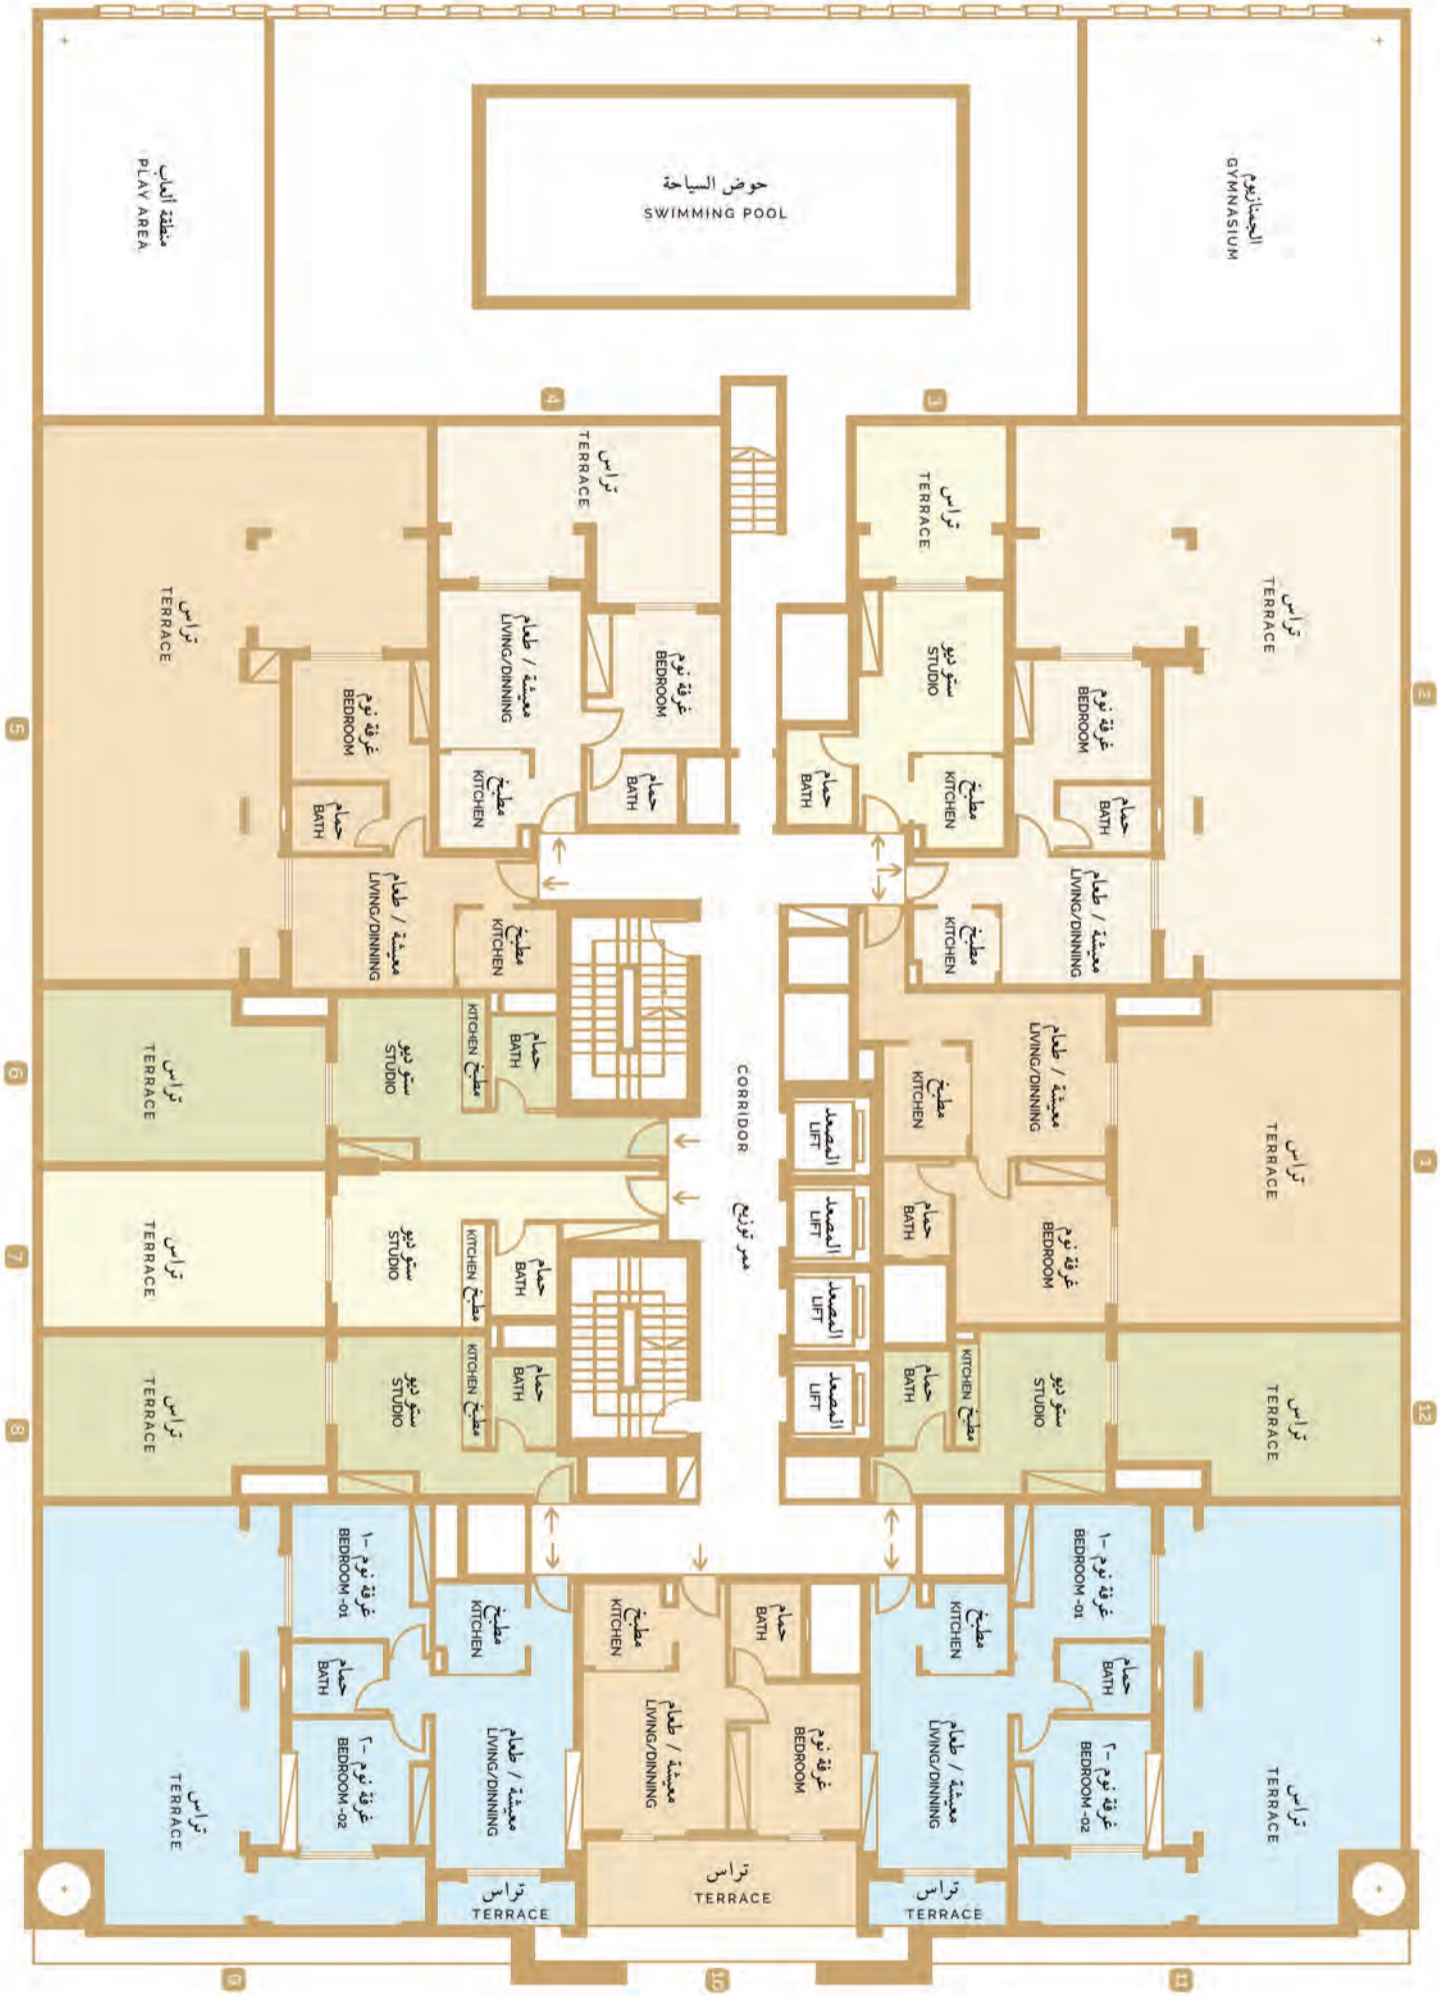 منطقة ألعاب
PLAY AREA
حوض السباحة
SWIMMING POOL
الجمنازيوم
GYMNASIUM
4
3
تراس
TERRACE
تراس
TERRACE
تراس
TERRACE
تراس
TERRACE
5
2
غرفة نوم
BEDROOM
معيشة / طعام
LIVING/DINNING
غرفة نوم
BEDROOM
ستوديو
STUDIO
غرفة نوم
BEDROOM
حمام
BATH
مطبخ
KITCHEN
حمام
BATH
حمام
BATH
مطبخ
KITCHEN
حمام
BATH
معيشة / طعام
LIVING/DINNING
مطبخ
KITCHEN
مطبخ
KITCHEN
معيشة / طعام
LIVING/DINNING
6
تراس
TERRACE
ستوديو
STUDIO
KITCHEN مطبخ
حمام
BATH
CORRIDOR ممر توزيع
المصعد
LIFT
مطبخ
KITCHEN
معيشة / طعام
LIVING/DINNING
تراس
TERRACE
1
7
تراس
TERRACE
ستوديو
STUDIO
KITCHEN مطبخ
حمام
BATH
المصعد
LIFT
حمام
BATH
غرفة نوم
BEDROOM
المصعد
LIFT
8
تراس
TERRACE
ستوديو
STUDIO
KITCHEN مطبخ
حمام
BATH
المصعد
LIFT
حمام
BATH
KITCHEN مطبخ
ستوديو
STUDIO
تراس
TERRACE
12
غرفة نوم -١
BEDROOM -01
مطبخ
KITCHEN
مطبخ
KITCHEN
حمام
BATH
مطبخ
KITCHEN
غرفة نوم -١
BEDROOM -01
حمام
BATH
حمام
BATH
تراس
TERRACE
غرفة نوم -٢
BEDROOM -02
معيشة / طعام
LIVING/DINNING
معيشة / طعام
LIVING/DINNING
غرفة نوم
BEDROOM
معيشة / طعام
LIVING/DINNING
غرفة نوم -٢
BEDROOM -02
تراس
TERRACE
تراس
TERRACE
تراس
TERRACE
تراس
TERRACE
9
10
11